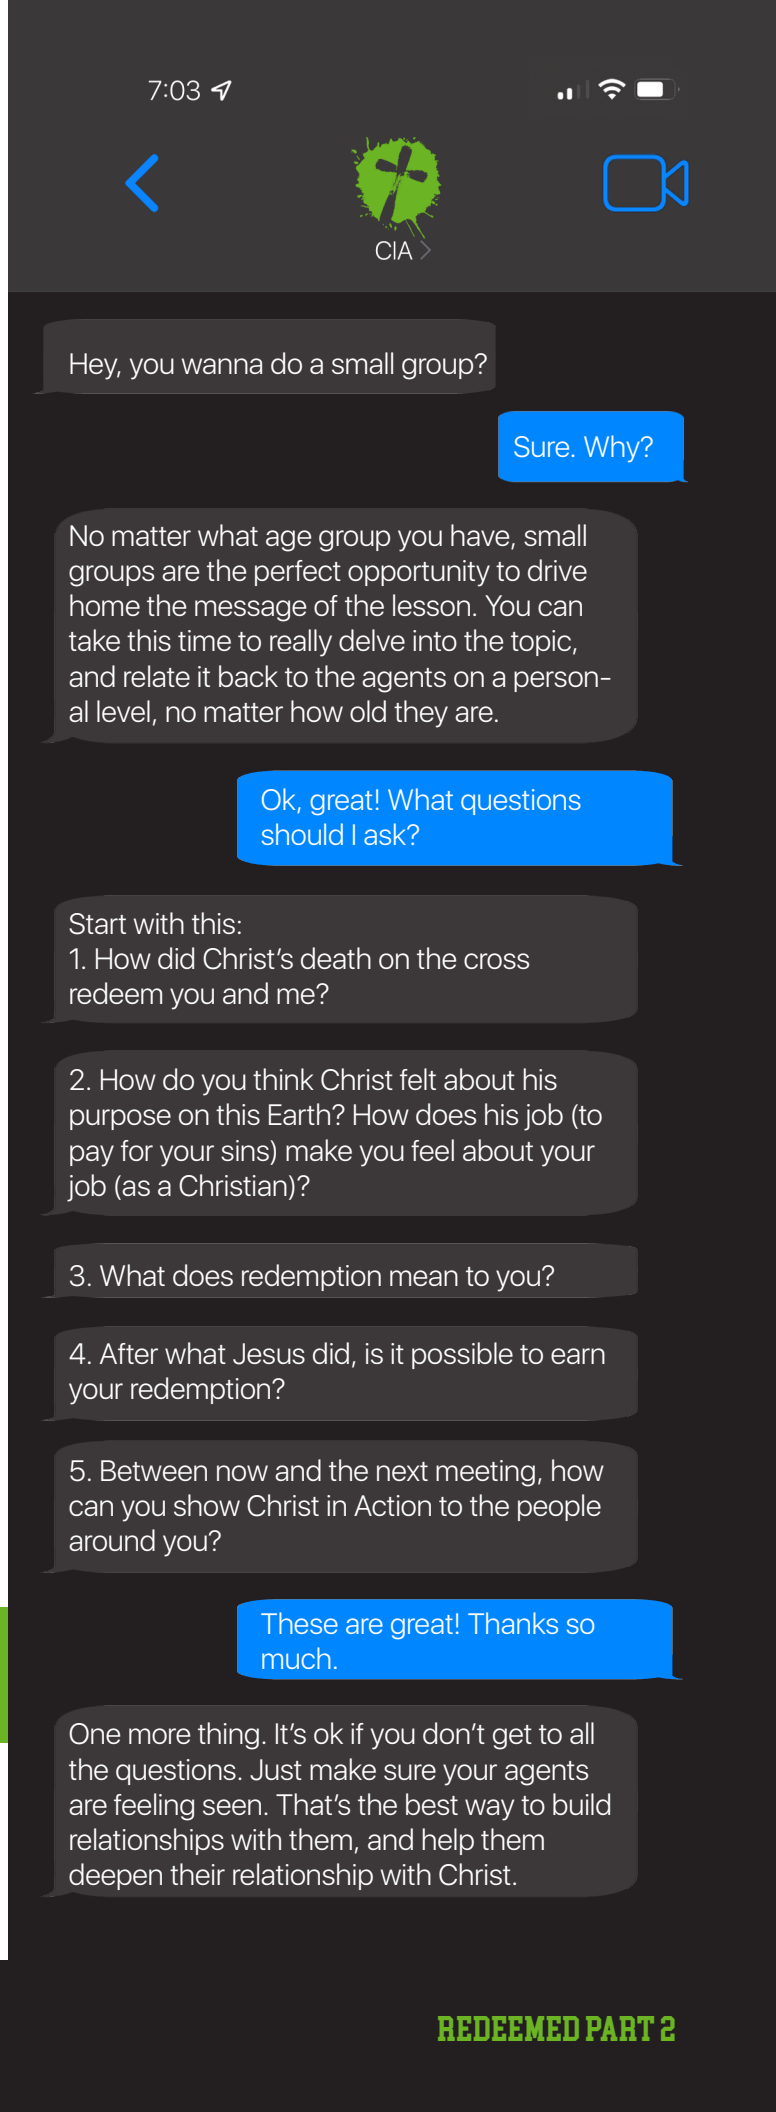 7:03
CIA
Hey, you wanna do a small group?
Sure. Why?
No matter what age group you have, small
groups are the perfect opportunity to drive
home the message of the lesson. You can
take this time to really delve into the topic,
and relate it back to the agents on a person-
al level, no matter how old they are.
Ok, great! What questions
should I ask?
Start with this:
1. How did Christ's death on the cross
redeem you and me?
2. How do you think Christ felt about his
purpose on this Earth? How does his job (to
pay for your sins) make you feel about your
job (as a Christian)?
3. What does redemption mean to you?
4. After what Jesus did, is it possible to earn
your redemption?
5. Between now and the next meeting, how
can you show Christ in Action to the people
around you?
These are great! Thanks so
much.
One more thing. It's ok if you don't get to all
the questions. Just make sure your agents
are feeling seen. That's the best way to build
relationships with them, and help them
deepen their relationship with Christ.
REDEEMED PART 2